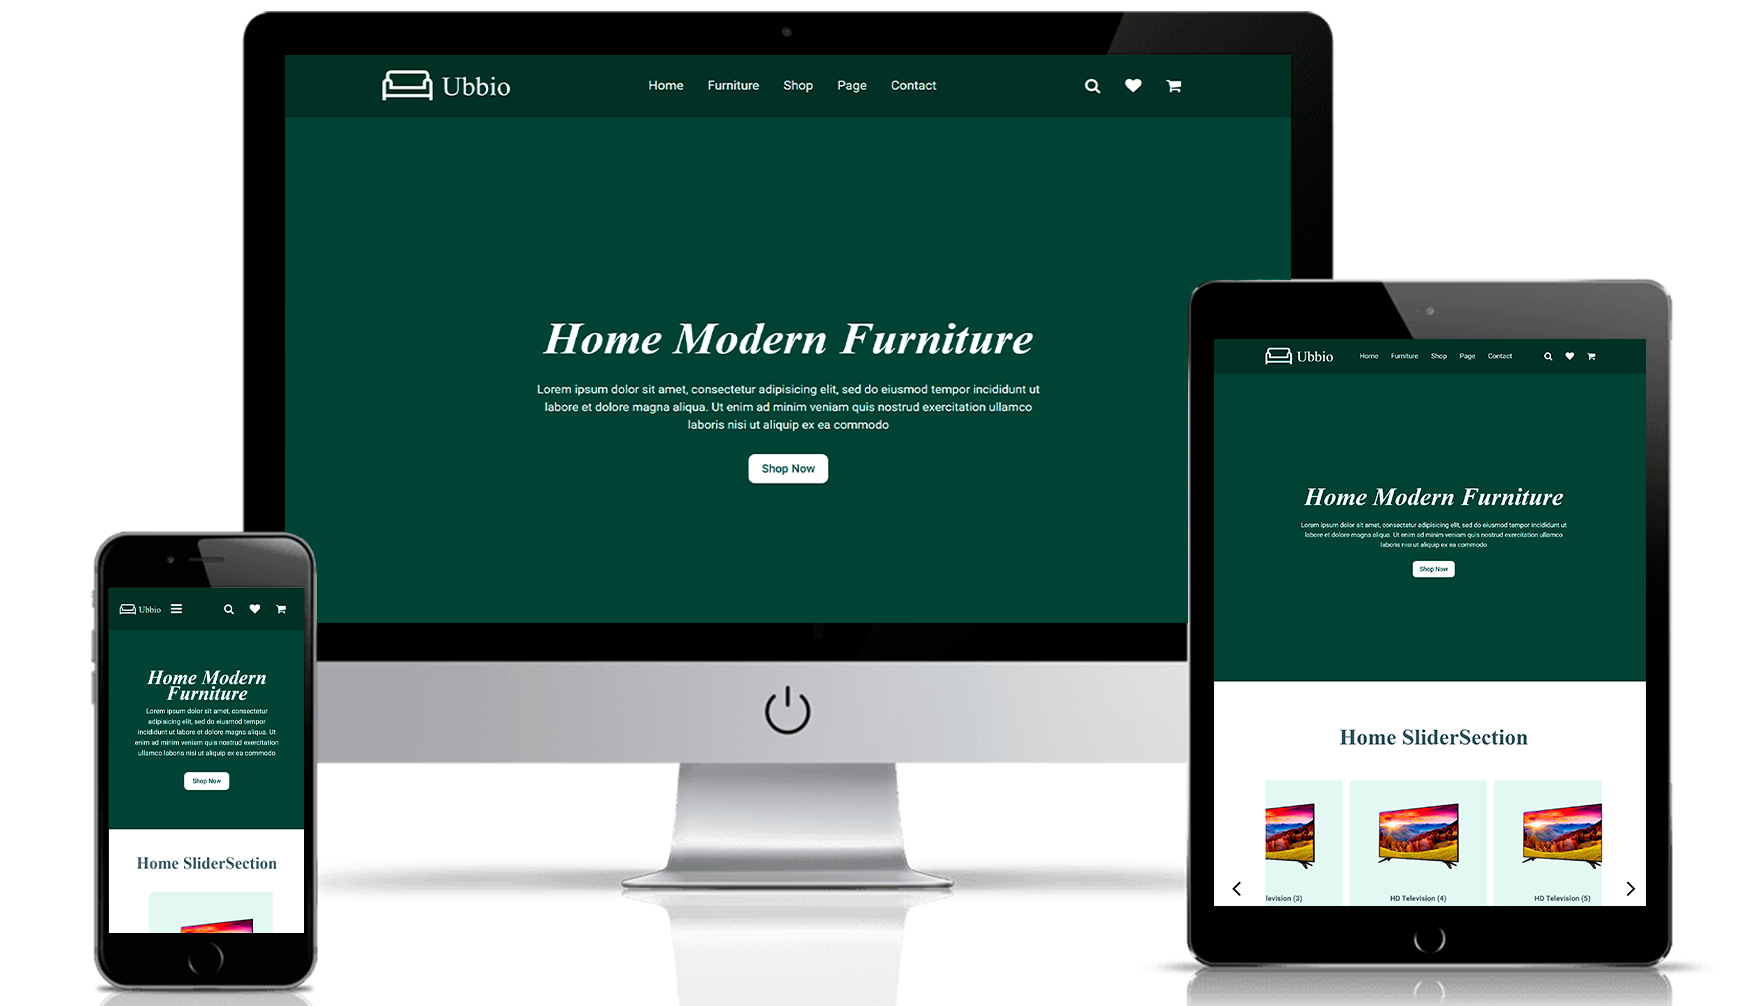 Ubbio
Home Furniture Shop Page Contact
Home Modern Furniture
Lorem ipsum dolor sit amet, consectetur adipisicing elit, sed do eiusmod tempor incididunt ut
labore et dolore magna aliqua. Ut enim ad minim veniam quis nostrud exercitation ullamco
laboris nisi ut aliquip ex ea commodo
Shop Now
Ubbio
Home Furniture Shop Page Contact
Home Modern Furniture
Lorem ipsum dolor sit amet, consectetur adipisicing elit, sed do eiusmod tempor incididunt ut
labore et dolore magna aliqua. Ut enim ad minim veniam quis nostrud exercitation ullamco
laboris nisi ut aliquip ex ea commodo
Shop Now
Home SliderSection
levision (3)
HD Television (4)
HD Television (5)
Ubbio
Home Modern
Furniture
Lorem ipsum dolor sit amet, consectetur
adipisicing elit, sed do eiusmod tempor
incididunt ut labore et dolore magna aliqua. Ut
enim ad minim veniam quis nostrud exercitation
ullamco laboris nisi ut aliquip ex ea commodo
Shop Now
Home SliderSection